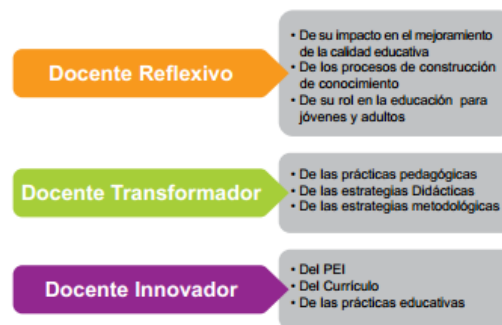 Docente Reflexivo
• De su impacto en el mejoramiento
de la calidad educativa
• De los procesos de construcción
de conocimiento
• De su rol en la educación para
jóvenes y adultos
Docente Transformador
• De las prácticas pedagógicas
• De las estrategias Didácticas
• De las estrategias metodológicas
Docente Innovador
• Del PEI
• Del Currículo
• De las prácticas educativas